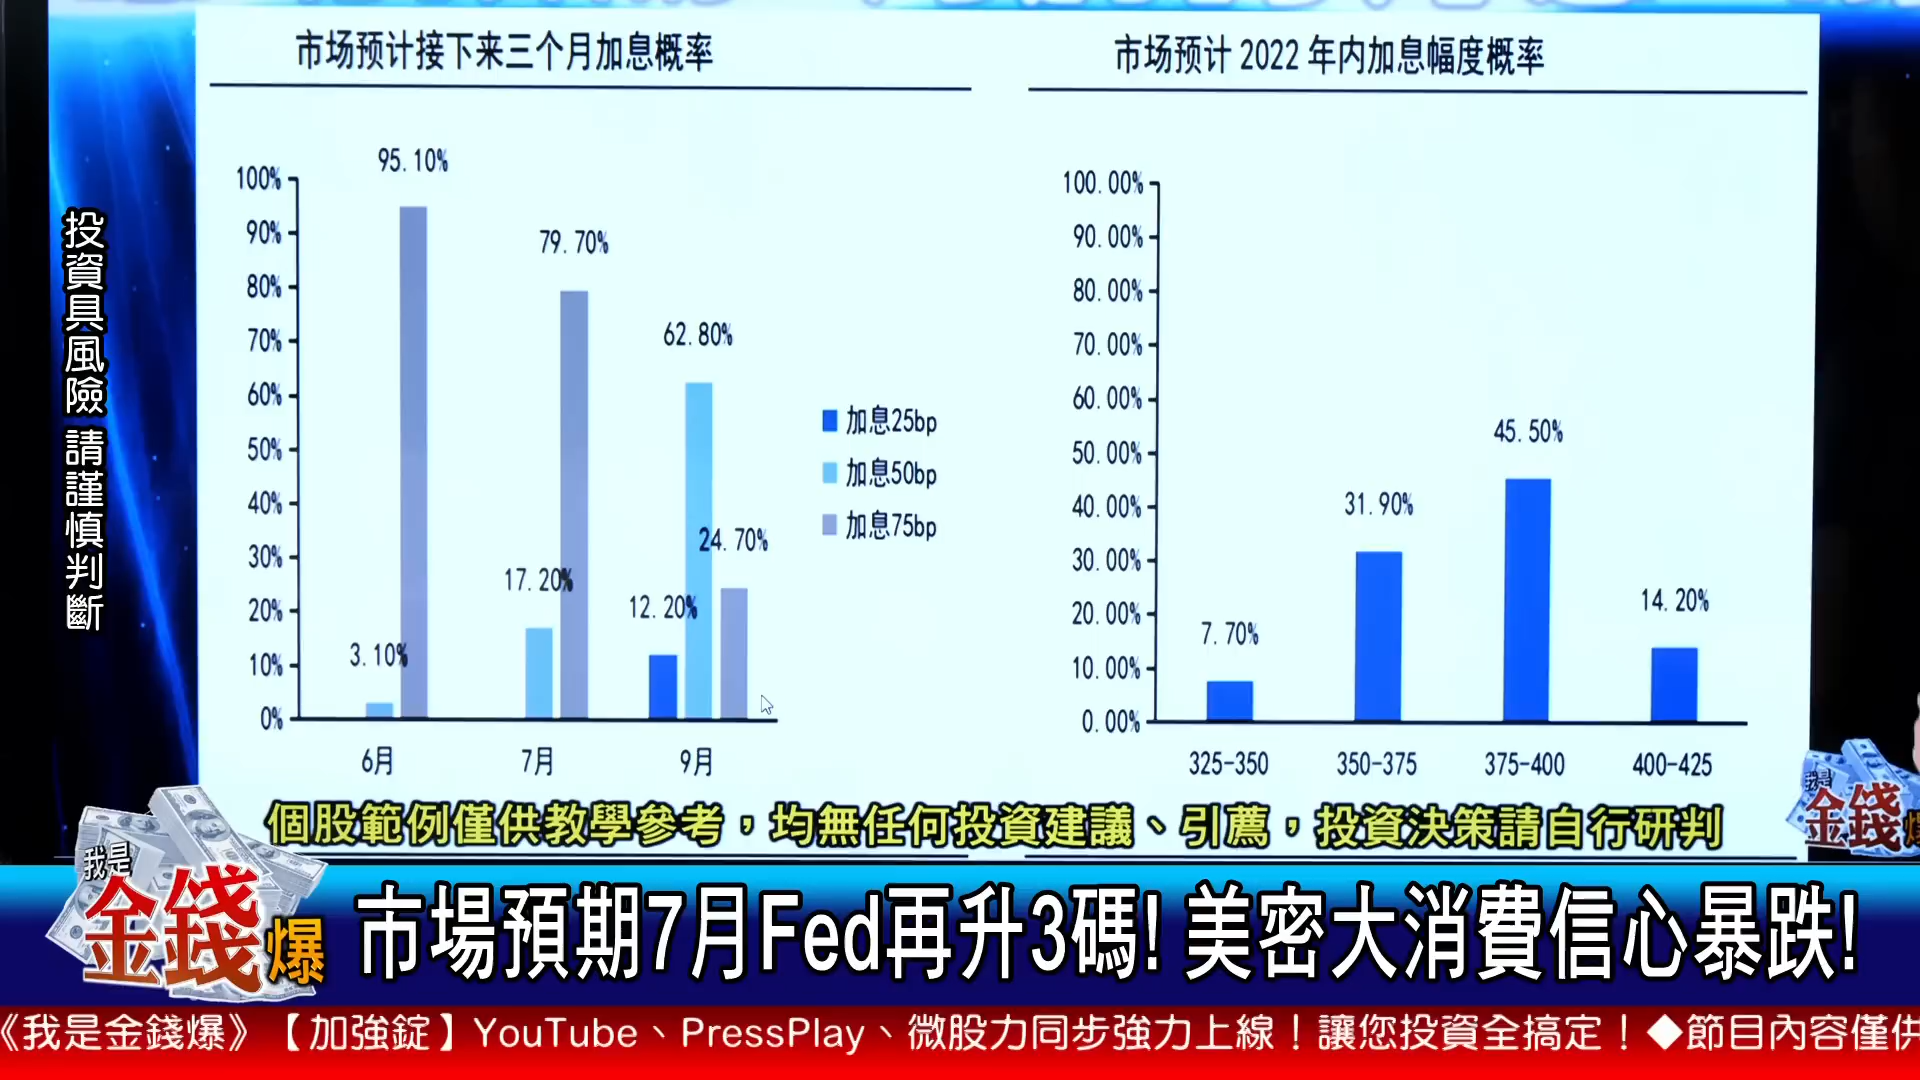 市场预计接下来三个月加息概率
100%
90%
80%
70%
60%
50%
40%
30%
20%
10%
0%
95.10%
79.70%
62.80%
24.70%
17.20%
12.20%
3.10%
6月
7月
9月
加息25bp
加息50bp
加息75bp
市场预计 2022 年内加息幅度概率
100.00%
90.00%
80.00%
70.00%
60.00%
50.00%
40.00%
30.00%
20.00%
10.00%
0.00%
7.70%
31.90%
45.50%
14.20%
325-350
350-375
375-400
400-425
投資具風險 請謹慎判斷
個股範例僅供教學參考，均無任何投資建議、引薦，投資決策請自行研判
我是
金錢
爆
我是
金錢
市場預期7月Fed再升3碼! 美密大消費信心暴跌!
《我是金錢爆》【加強錠】YouTube、PressPlay、微股力同步強力上線！讓您投資全搞定！◆節目內容僅供